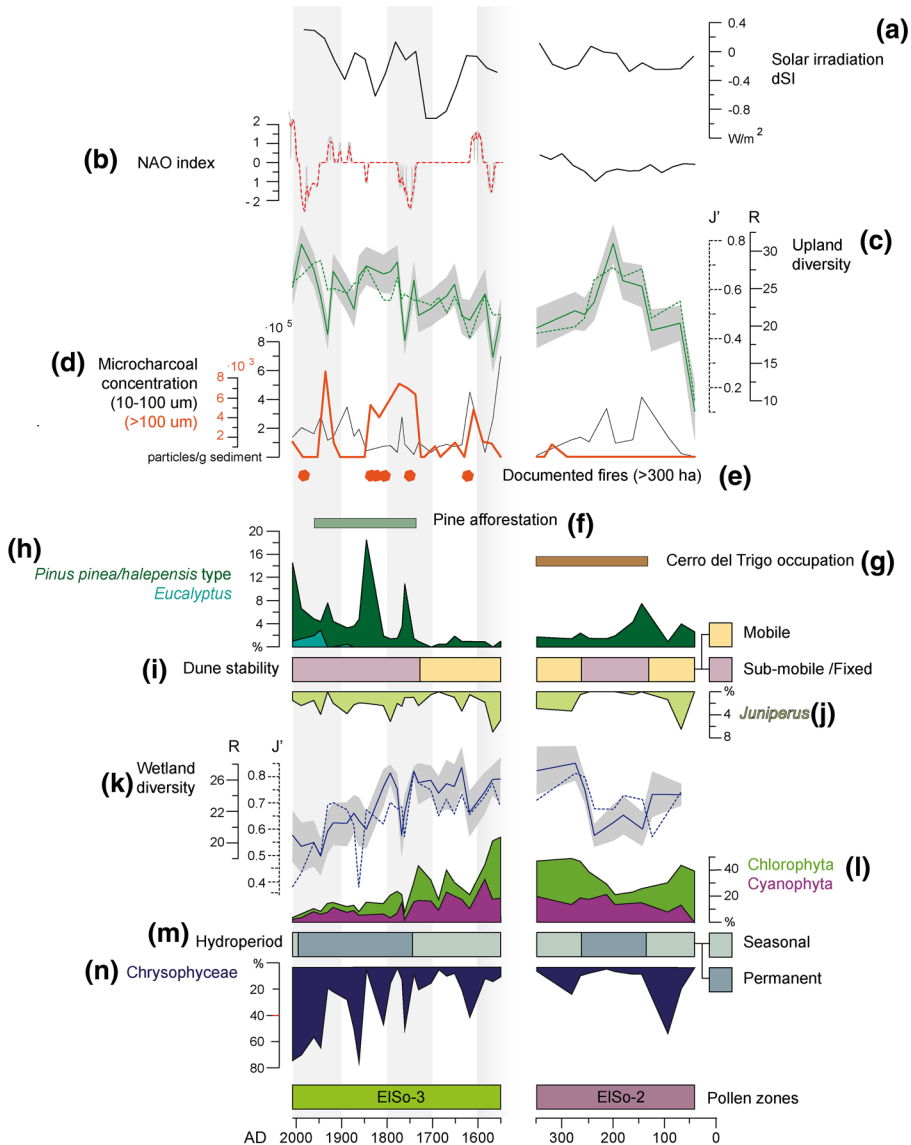 (a)
0.4
0
-0.4
-0.8
W/m 2
Solar irradiation
dSI
(b)
NAO index
2
1
0
1
- 2
(c)
J' R
0.8
0.6
0.4
0.2
30
25
20
15
10
Upland
diversity
(d)
Microcharcoal
concentration
(10-100 um)
(>100 um)
·10 3
8
6
4
2
·10 5
8
6
4
2
particles/g sediment
Documented fires (>300 ha)
(e)
Pine afforestation
(f)
Cerro del Trigo occupation
(g)
(h)
Pinus pinea/halepensis type
Eucalyptus
20
16
12
8
4
%
Mobile
Sub-mobile /Fixed
(i)
Dune stability
%
4
8
Juniperus
(j)
(k)
Wetland
diversity
R J'
26
22
20
0.8
0.7
0.6
0.5
0.4
Chlorophyta
Cyanophyta
(l)
40
20
%
(m)
Hydroperiod
Seasonal
Permanent
(n)
Chrysophyceae
%
20
40
60
80
ElSo-3
ElSo-2
Pollen zones
AD
2000 1900 1800 1700 1600
300 200 100 0